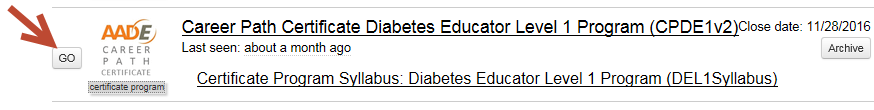 Career Path Certificate Diabetes Educator Level 1 Program (CPDE1v2) Close date: 11/28/2016
Last seen: about a month ago
Archive
GO
AADE
CAREER
PATH
CERTIFICATE
certificate program
Certificate Program Syllabus: Diabetes Educator Level 1 Program (DEL1Syllabus)